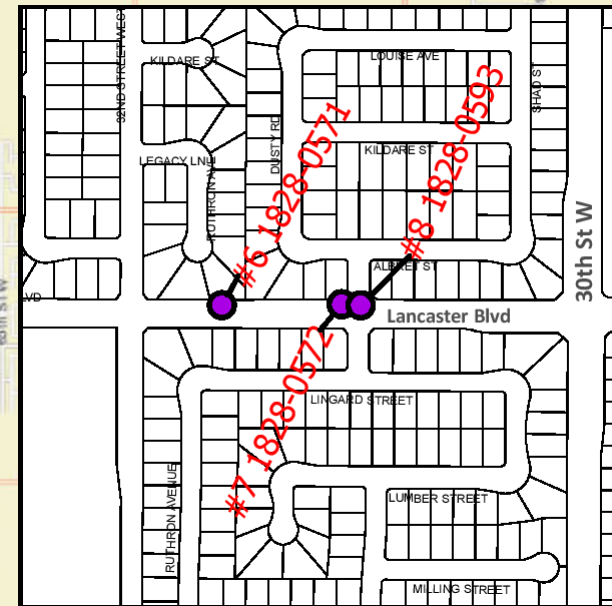 32ND STREET WEST
KILDARE ST
LOUISE AVE
SHAD ST
DUSTY RD
LEGACY LN
KILDARE ST
RUTHRON AVE
#6 1828-0571
#8 1828-0593
30th St W
ALBRET ST
Lancaster Blvd
#7 1828-0572
LINGARD STREET
RUTHRON AVENUE
LUMBER STREET
MILLING STREET